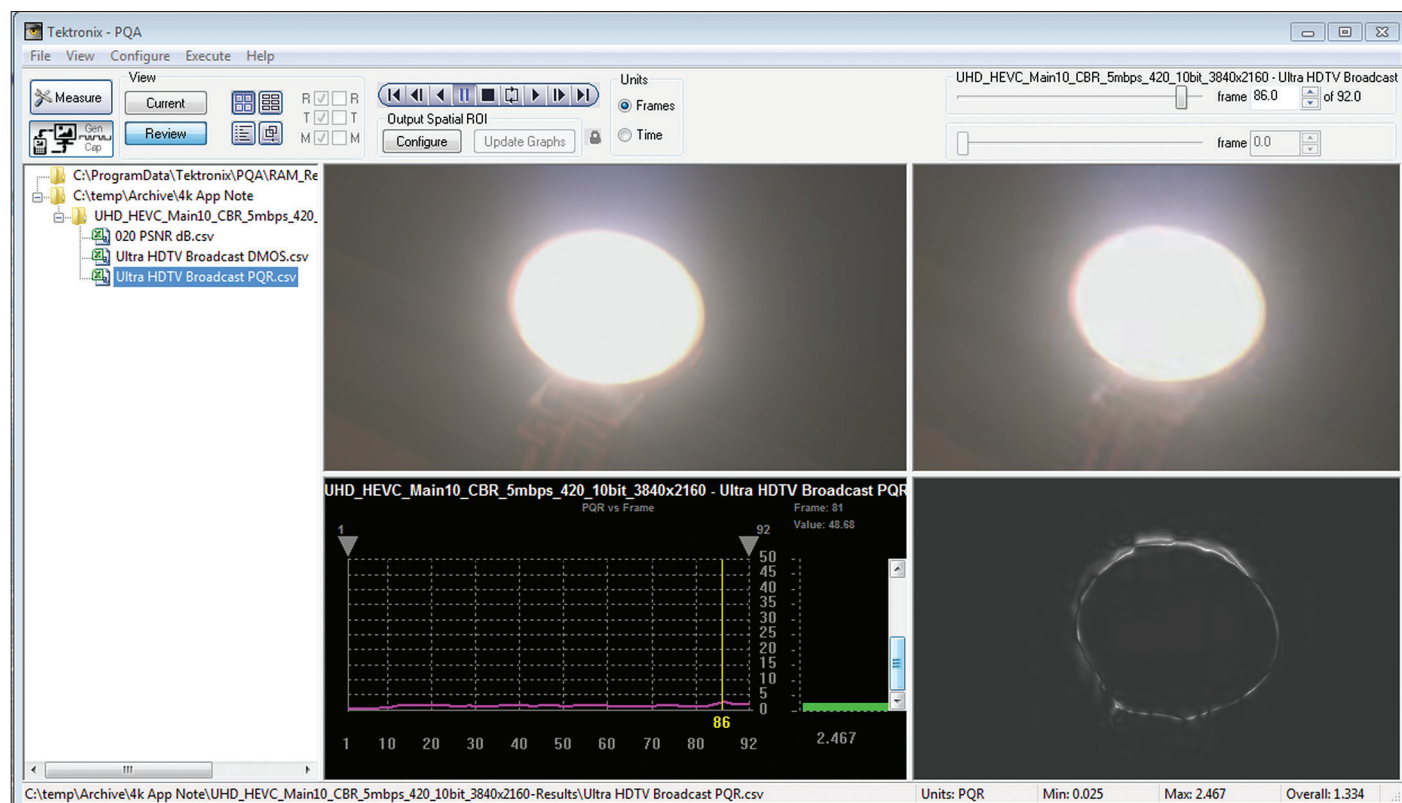 Tektronix - PQA
File View Configure Execute Help
Measure
Gen
Cap
View
Current
Review
R R
T T
M M
Output Spatial ROI
Configure
Update Graphs
Units
Frames
Time
UHD_HEVC_Main10_CBR_5mbps_420_10bit_3840x2160 - Ultra HDTV Broadcast
frame 86.0 of 92.0
frame 0.0
C:\ProgramData\Tektronix\PQA\RAM_Re
C:\temp\Archive\4k App Note
UHD_HEVC_Main10_CBR_5mbps_420_
020 PSNR dB.csv
Ultra HDTV Broadcast DMOS.csv
Ultra HDTV Broadcast PQR.csv
UHD_HEVC_Main10_CBR_5mbps_420_10bit_3840x2160 - Ultra HDTV Broadcast PQR
PQR vs Frame
Frame: 81
Value: 48.68
1
92
50
45
40
35
30
25
20
15
10
5
0
86
1 10 20 30 40 50 60 70 80 92
2.467
C:\temp\Archive\4k App Note\UHD_HEVC_Main10_CBR_5mbps_420_10bit_3840x2160-Results\Ultra HDTV Broadcast PQR.csv
Units: PQR
Min: 0.025
Max: 2.467
Overall: 1.334